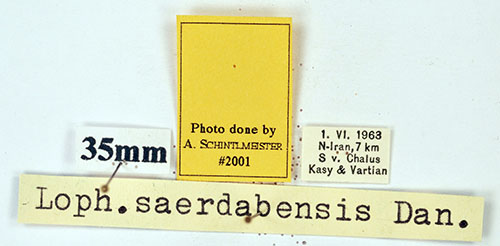 Photo done by
A. SCHINTLMEISTER
#2001
35mm
1. VI. 1963
N-Iran, 7 km
S v. Chalus
Kasy & Vartian
Loph. saerdabensis Dan.